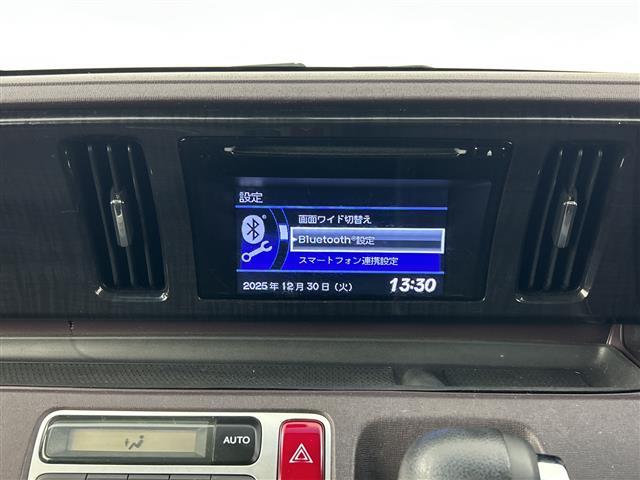 設定
画面ワイド切替え
Bluetooth®設定
スマートフォン連携設定
2025年12月30日 (火) 13:30
AUTO